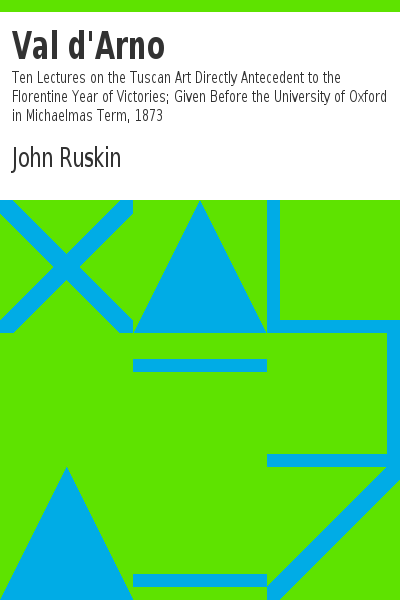 Val d'Arno
Ten Lectures on the Tuscan Art Directly Antecedent to the
Florentine Year of Victories; Given Before the University of Oxford
in Michaelmas Term, 1873
John Ruskin